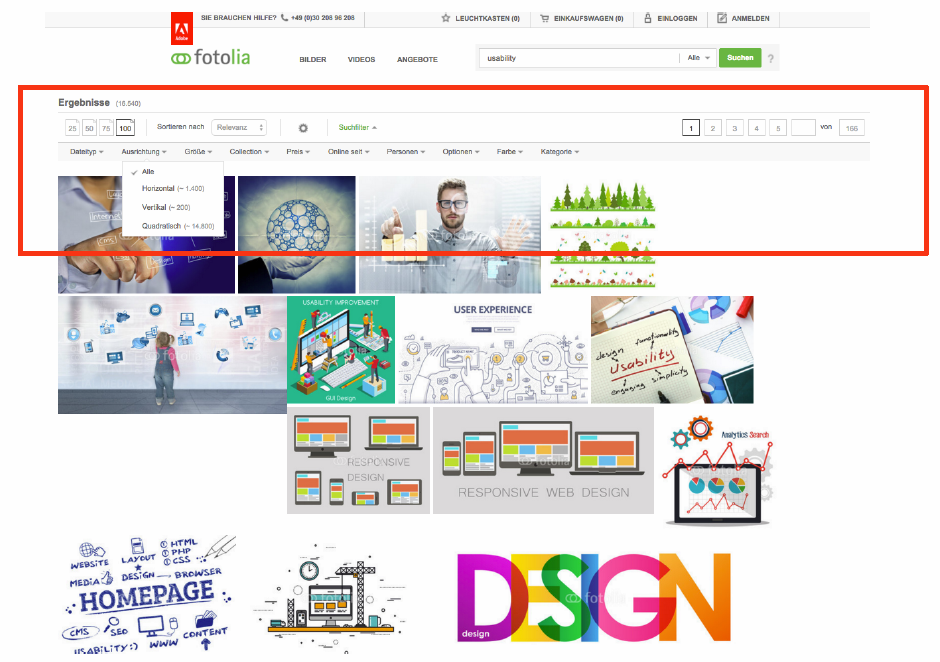 SIE BRAUCHEN HILFE? +49 (0)30 208 96 208
LEUCHTKASTEN (0) EINKAUFSWAGEN (0) EINLOGGEN ANMELDEN
Adobe
fotolia
BILDER VIDEOS ANGEBOTE
usability Alle Suchen ?
Ergebnisse (16.540)
25 50 75 100 Sortieren nach Relevanz Suchfilter 1 2 3 4 5 von 166
Dateityp Ausrichtung Größe Collection Preis Online seit Personen Optionen Farbe Kategorie
Alle
Horizontal (~ 1.400)
Vertikal (~ 200)
Quadratisch (~ 14.800)
USABILITY IMPROVEMENT
GUI Design
USER EXPERIENCE
design functionality
Usability
engaging simplicity
RESPONSIVE
DESIGN
RESPONSIVE WEB DESIGN
Analytics Search
WEBSITE LAYOUT HTML
PHP
CSS
MEDIA DESIGN BROWSER
HOMEPAGE
CMS SEO WWW CONTENT
USABILITY:)
DESIGN
design
fotolia